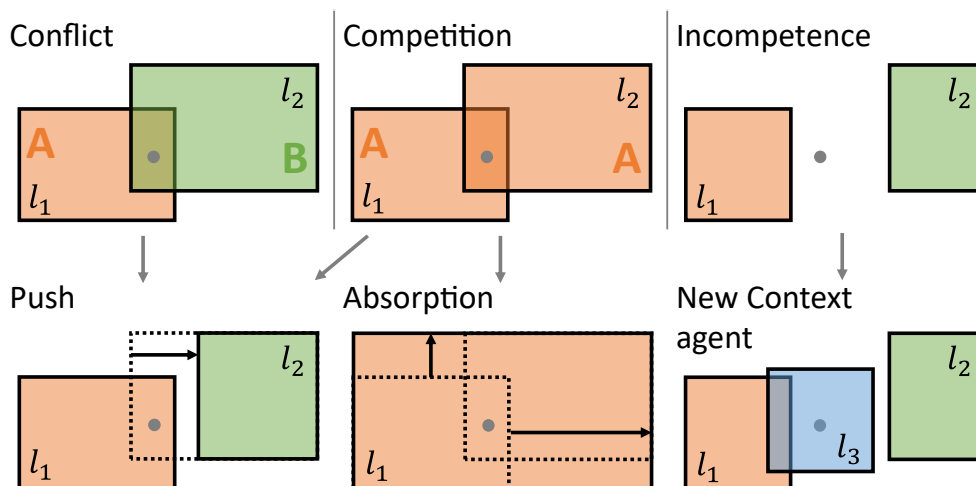 Conflict
Competition
Incompetence
l₂
l₂
l₂
A
B
A
A
l₁
l₁
l₁
Push
Absorption
New Context
agent
l₂
l₂
l₁
l₁
l₁
l₃